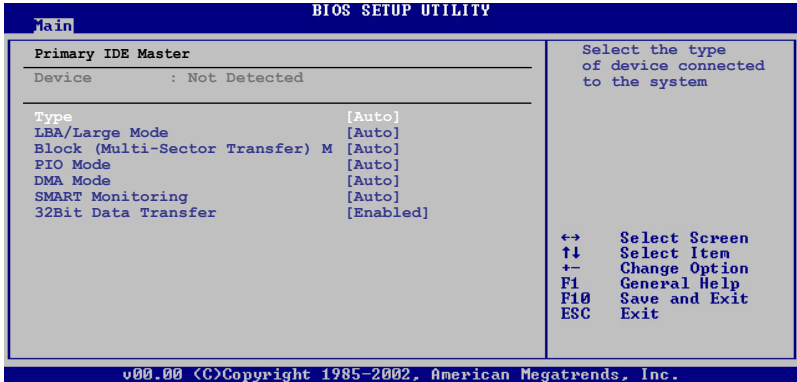 BIOS SETUP UTILITY
Main
Primary IDE Master
Device : Not Detected
Type [Auto]
LBA/Large Mode [Auto]
Block (Multi-Sector Transfer) M [Auto]
PIO Mode [Auto]
DMA Mode [Auto]
SMART Monitoring [Auto]
32Bit Data Transfer [Enabled]
Select the type
of device connected
to the system
←→ Select Screen
↑↓ Select Item
+- Change Option
F1 General Help
F10 Save and Exit
ESC Exit
v00.00 (C)Copyright 1985-2002, American Megatrends, Inc.